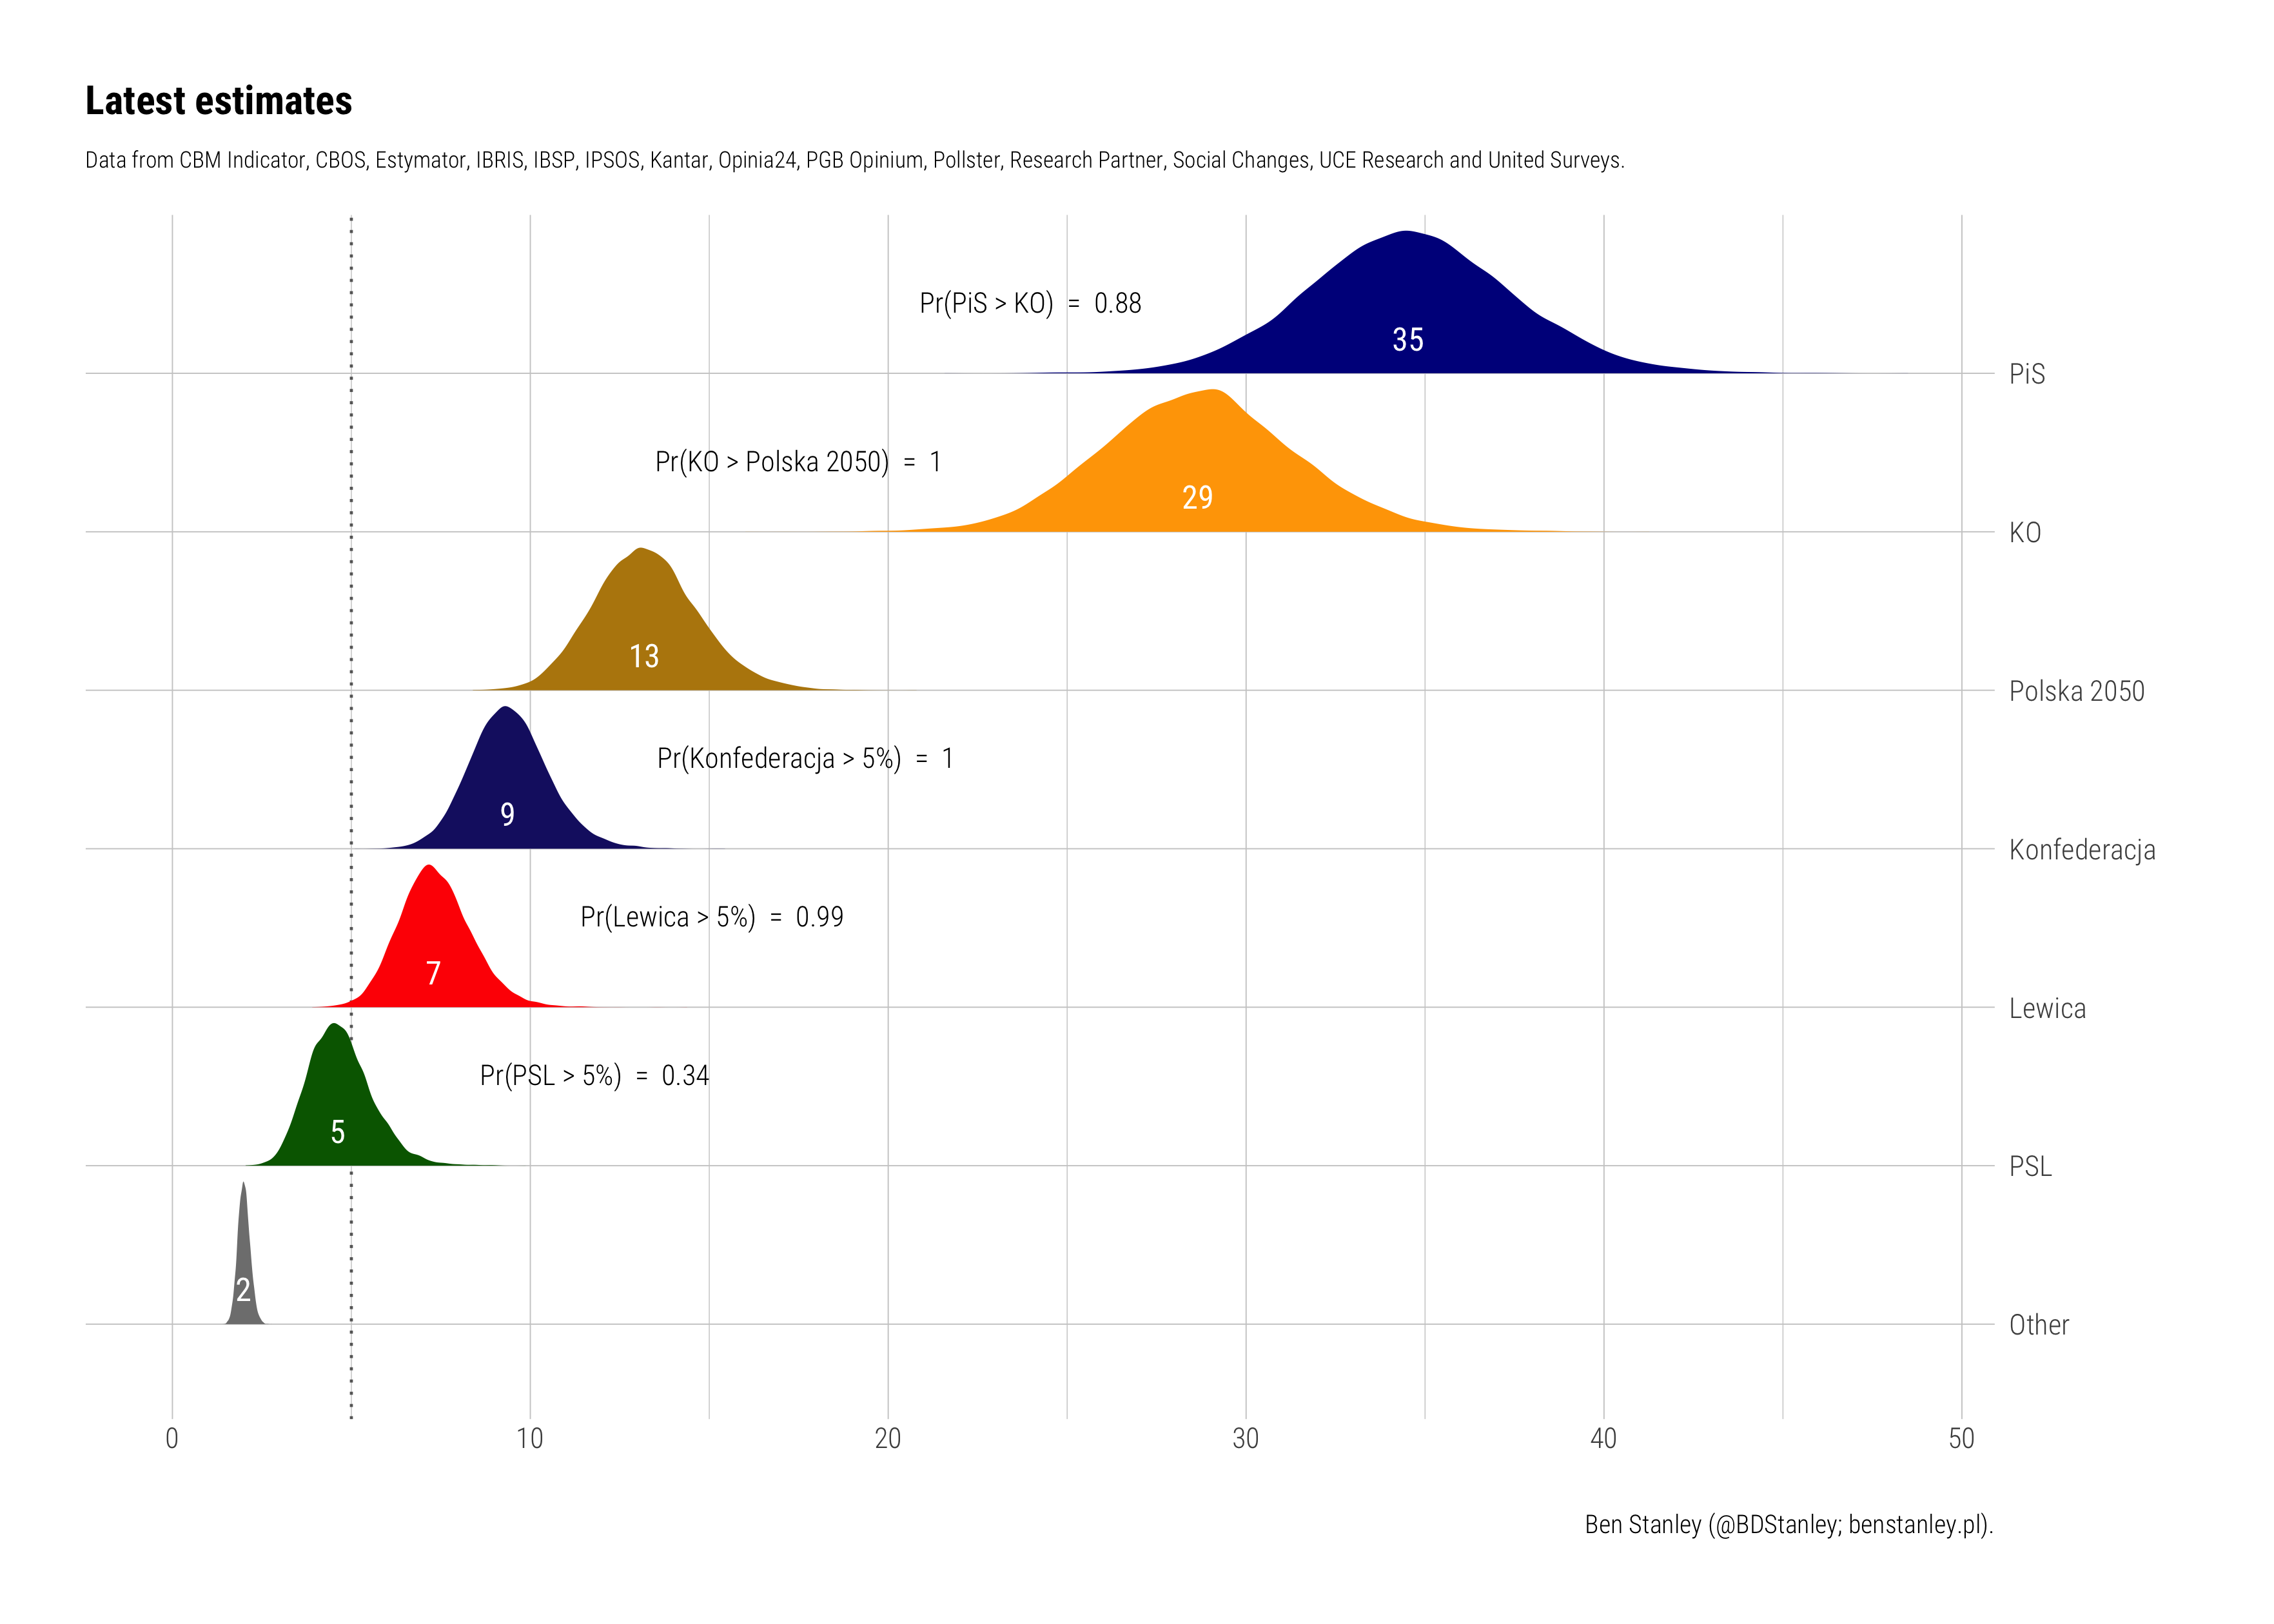 Latest estimates
Data from CBM Indicator, CBOS, Estymator, IBRIS, IBSP, IPSOS, Kantar, Opinia24, PGB Opinium, Pollster, Research Partner, Social Changes, UCE Research and United Surveys.
Pr(PiS > KO) = 0.88
35
PiS
Pr(KO > Polska 2050) = 1
29
KO
13
Polska 2050
Pr(Konfederacja > 5%) = 1
9
Konfederacja
Pr(Lewica > 5%) = 0.99
7
Lewica
Pr(PSL > 5%) = 0.34
5
PSL
2
Other
0 10 20 30 40 50
Ben Stanley (@BDStanley; benstanley.pl).